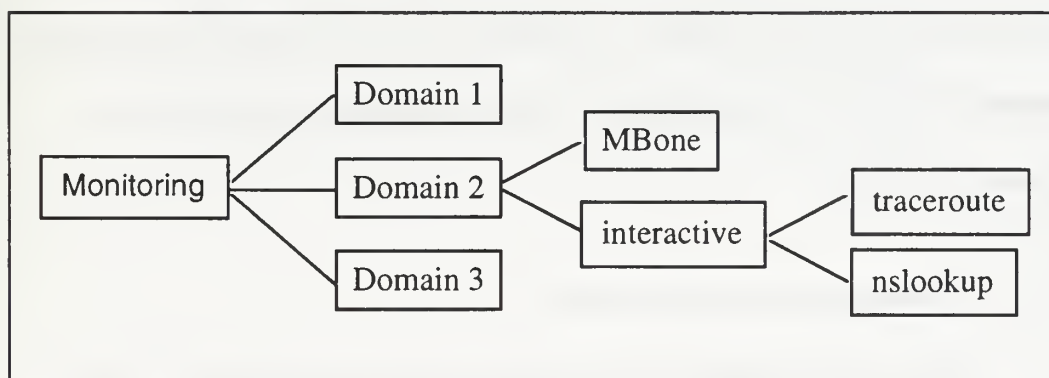 Domain 1
MBone
Monitoring
Domain 2
traceroute
interactive
Domain 3
nslookup